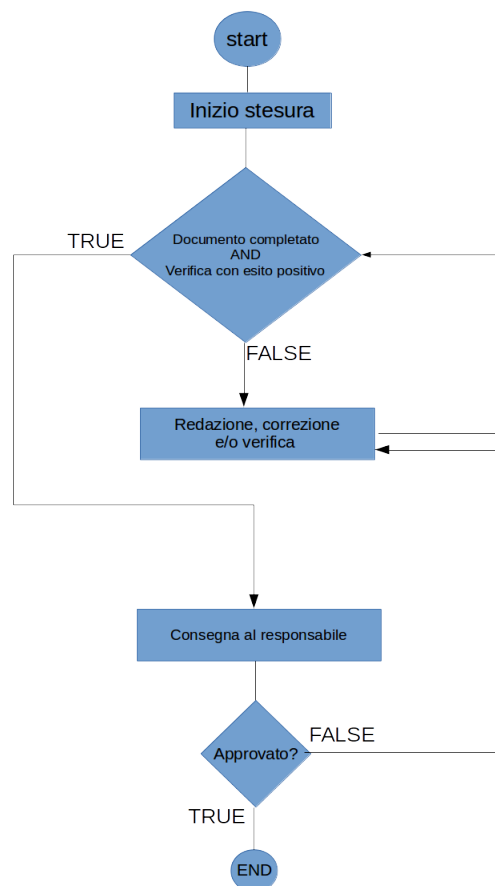 start
Inizio stesura
TRUE
Documento completato
AND
Verifica con esito positivo
FALSE
Redazione, correzione
e/o verifica
Consegna al responsabile
Approvato?
FALSE
TRUE
END